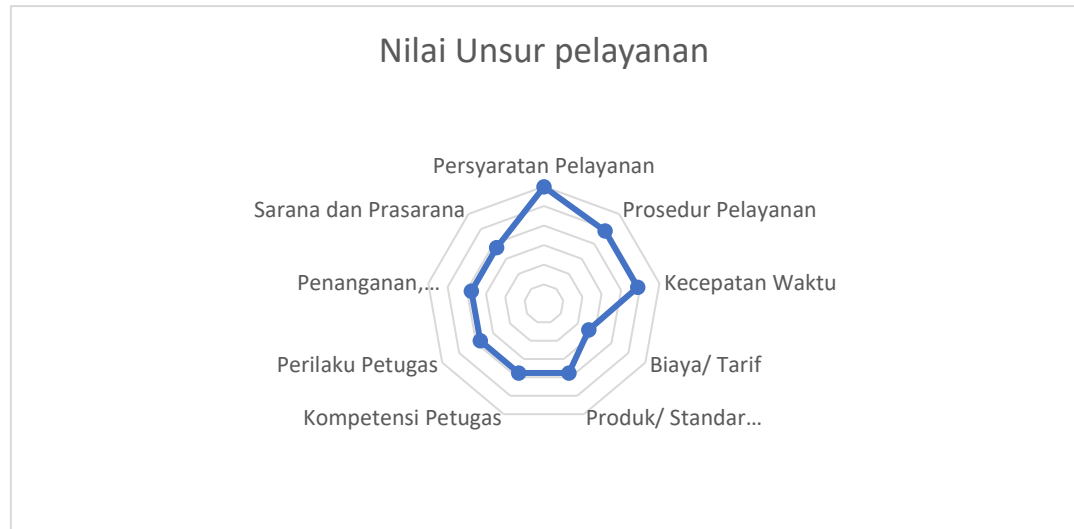 Nilai Unsur pelayanan
Persyaratan Pelayanan
Prosedur Pelayanan
Kecepatan Waktu
Biaya/ Tarif
Produk/ Standar...
Kompetensi Petugas
Perilaku Petugas
Penanganan,...
Sarana dan Prasarana